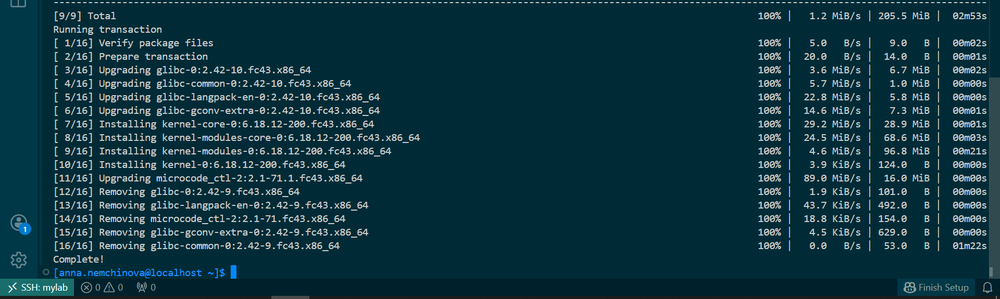 --------------------------------------------------------------------------------------------------------------------------------------------------------------------
[9/9] Total 100% | 1.2 MiB/s | 205.5 MiB | 02m53s
Running transaction
[ 1/16] Verify package files 100% | 5.0 B/s | 9.0 B | 00m02s
[ 2/16] Prepare transaction 100% | 20.0 B/s | 14.0 B | 00m01s
[ 3/16] Upgrading glibc-0:2.42-10.fc43.x86_64 100% | 3.6 MiB/s | 6.7 MiB | 00m02s
[ 4/16] Upgrading glibc-common-0:2.42-10.fc43.x86_64 100% | 5.7 MiB/s | 1.0 MiB | 00m00s
[ 5/16] Upgrading glibc-langpack-en-0:2.42-10.fc43.x86_64 100% | 22.8 MiB/s | 5.8 MiB | 00m00s
[ 6/16] Upgrading glibc-gconv-extra-0:2.42-10.fc43.x86_64 100% | 14.6 MiB/s | 7.3 MiB | 00m01s
[ 7/16] Installing kernel-core-0:6.18.12-200.fc43.x86_64 100% | 29.2 MiB/s | 28.9 MiB | 00m01s
[ 8/16] Installing kernel-modules-core-0:6.18.12-200.fc43.x86_64 100% | 24.5 MiB/s | 68.6 MiB | 00m03s
[ 9/16] Installing kernel-modules-0:6.18.12-200.fc43.x86_64 100% | 4.6 MiB/s | 96.8 MiB | 00m21s
[10/16] Installing kernel-0:6.18.12-200.fc43.x86_64 100% | 3.9 KiB/s | 124.0 B | 00m00s
[11/16] Upgrading microcode_ctl-2:2.1-71.1.fc43.x86_64 100% | 89.0 MiB/s | 16.0 MiB | 00m00s
[12/16] Removing glibc-0:2.42-9.fc43.x86_64 100% | 1.9 KiB/s | 101.0 B | 00m00s
[13/16] Removing glibc-langpack-en-0:2.42-9.fc43.x86_64 100% | 43.7 KiB/s | 492.0 B | 00m00s
[14/16] Removing microcode_ctl-2:2.1-71.fc43.x86_64 100% | 18.8 KiB/s | 154.0 B | 00m00s
[15/16] Removing glibc-gconv-extra-0:2.42-9.fc43.x86_64 100% | 4.5 KiB/s | 629.0 B | 00m00s
[16/16] Removing glibc-common-0:2.42-9.fc43.x86_64 100% | 0.0 B/s | 53.0 B | 01m22s
Complete!
[anna.nemchinova@localhost ~]$
1
SSH: mylab 0 0 0 Finish Setup